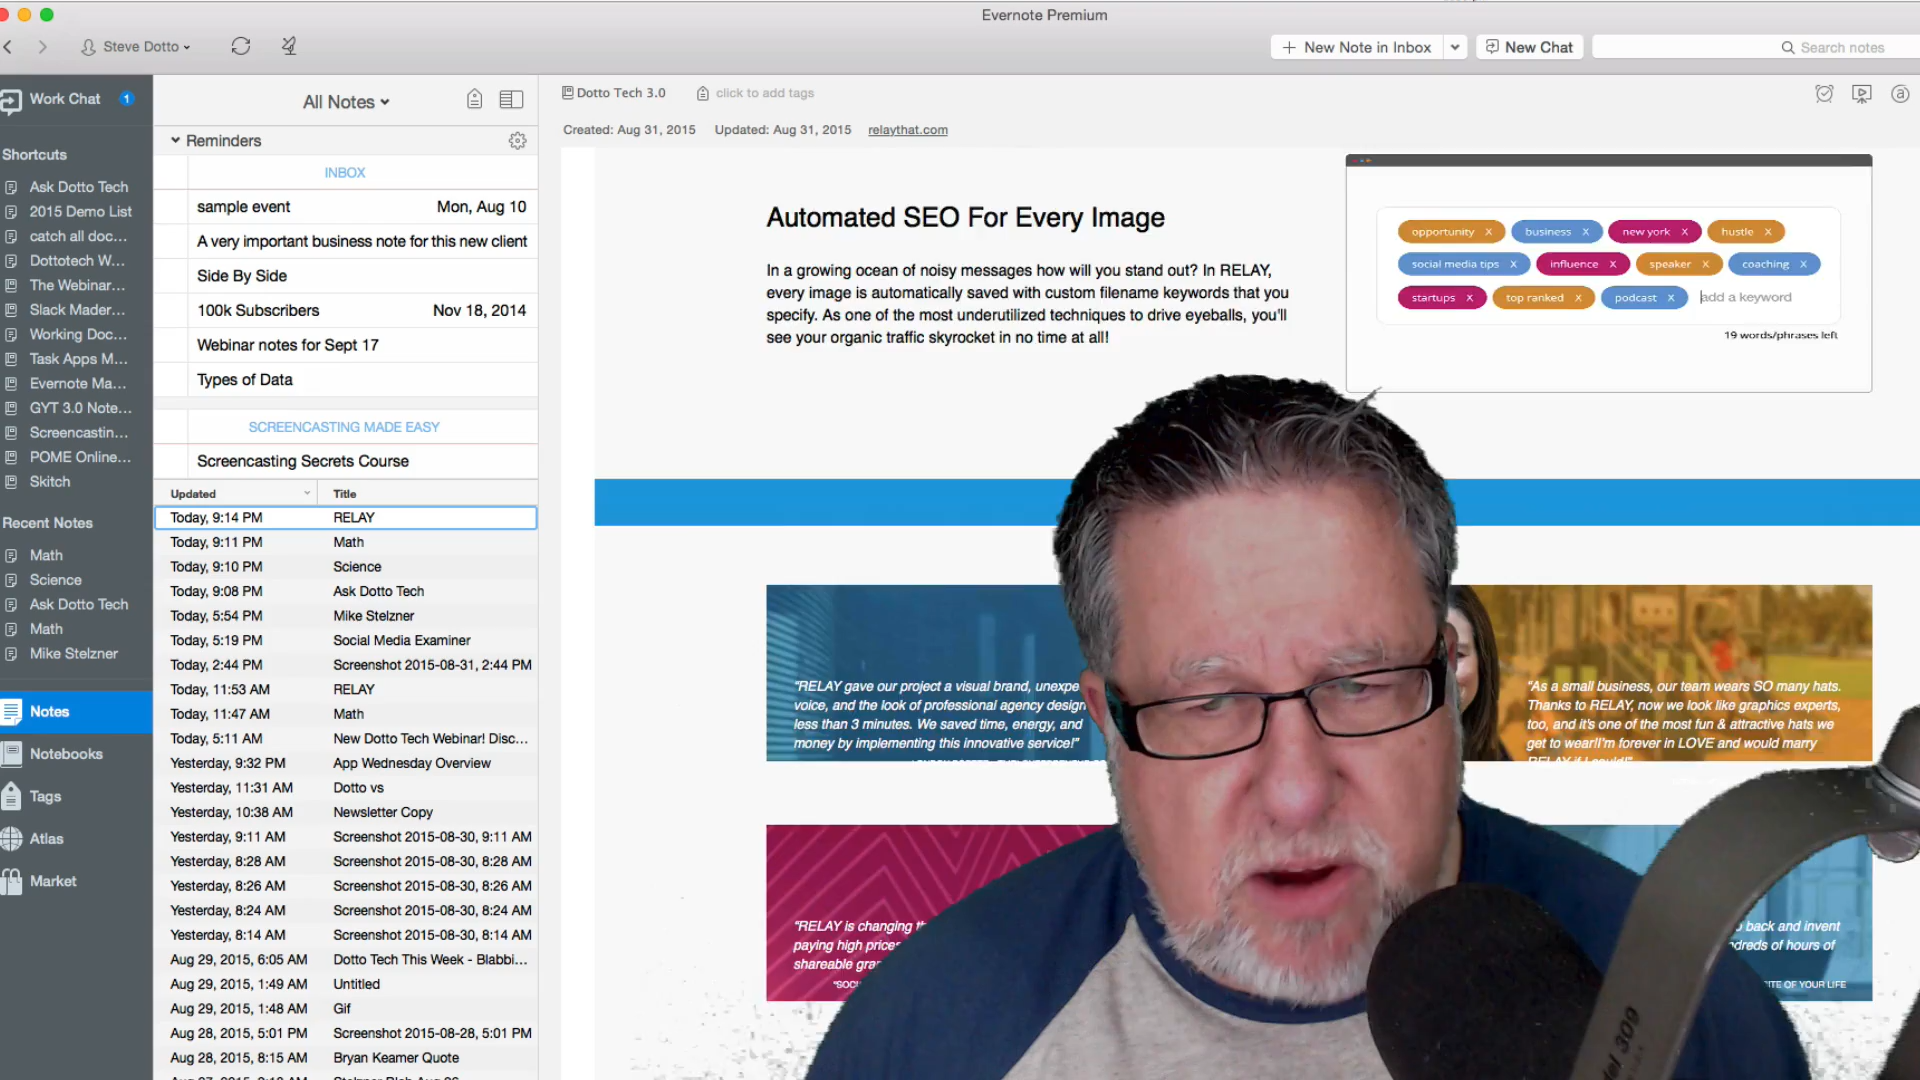 Evernote Premium
Steve Dotto
New Note in Inbox
New Chat
Search notes
Work Chat
1
Shortcuts
Ask Dotto Tech
2015 Demo List
catch all doc...
Dottotech W...
The Webinar...
Slack Mader...
Working Doc...
Task Apps M...
Evernote Ma...
GYT 3.0 Note...
Screencastin...
POME Online...
Skitch
Recent Notes
Math
Science
Ask Dotto Tech
Math
Mike Stelzner
Notes
Notebooks
Tags
Atlas
Market
All Notes
Reminders
INBOX
sample event Mon, Aug 10
A very important business note for this new client
Side By Side
100k Subscribers Nov 18, 2014
Webinar notes for Sept 17
Types of Data
SCREENCASTING MADE EASY
Screencasting Secrets Course
Updated Title
Today, 9:14 PM RELAY
Today, 9:11 PM Math
Today, 9:10 PM Science
Today, 9:08 PM Ask Dotto Tech
Today, 5:54 PM Mike Stelzner
Today, 5:19 PM Social Media Examiner
Today, 2:44 PM Screenshot 2015-08-31, 2:44 PM
Today, 11:53 AM RELAY
Today, 11:47 AM Math
Today, 5:11 AM New Dotto Tech Webinar! Disc...
Yesterday, 9:32 PM App Wednesday Overview
Yesterday, 11:31 AM Dotto vs
Yesterday, 10:38 AM Newsletter Copy
Yesterday, 9:11 AM Screenshot 2015-08-30, 9:11 AM
Yesterday, 8:28 AM Screenshot 2015-08-30, 8:28 AM
Yesterday, 8:26 AM Screenshot 2015-08-30, 8:26 AM
Yesterday, 8:24 AM Screenshot 2015-08-30, 8:24 AM
Yesterday, 8:14 AM Screenshot 2015-08-30, 8:14 AM
Aug 29, 2015, 6:05 AM Dotto Tech This Week - Blabbi...
Aug 29, 2015, 1:49 AM Untitled
Aug 29, 2015, 1:48 AM Gif
Aug 28, 2015, 5:01 PM Screenshot 2015-08-28, 5:01 PM
Aug 28, 2015, 8:15 AM Bryan Keamer Quote
Dotto Tech 3.0 click to add tags
Created: Aug 31, 2015 Updated: Aug 31, 2015 relaythat.com
Automated SEO For Every Image
In a growing ocean of noisy messages how will you stand out? In RELAY,
every image is automatically saved with custom filename keywords that you
specify. As one of the most underutilized techniques to drive eyeballs, you'll
see your organic traffic skyrocket in no time at all!
opportunity x business x new york x hustle x
social media tips x influence x speaker x coaching x
startups x top ranked x podcast x add a keyword
19 words/phrases left
"RELAY gave our project a visual brand, unexpe
voice, and the look of professional agency design
less than 3 minutes. We saved time, energy, and
money by implementing this innovative service!"
"As a small business, our team wears SO many hats.
Thanks to RELAY, now we look like graphics experts,
too, and it's one of the most fun & attractive hats we
get to wear!I'm forever in LOVE and would marry
RELAY if I could!"
"RELAY is changing th
paying high prices
shareable gra
"SOCI
back and invent
ndreds of hours of
ITE OF YOUR LIFE
del 309